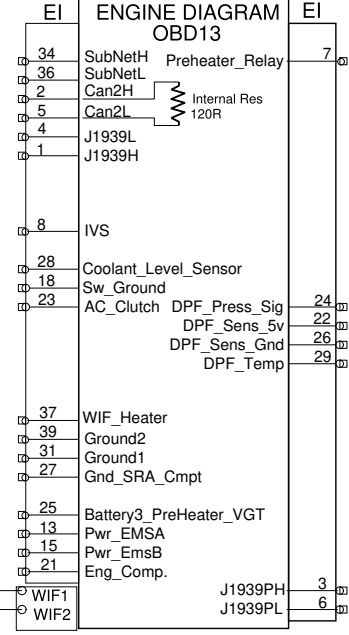 EI ENGINE DIAGRAM EI
OBD13
34 SubNetH Preheater_Relay 7
36 SubNetL
2 Can2H
Internal Res
5 Can2L 120R
4 J1939L
1 J1939H
8 IVS
28 Coolant_Level_Sensor
18 Sw_Ground
23 AC_Clutch DPF_Press_Sig 24
DPF_Sens_5v 22
DPF_Sens_Gnd 26
DPF_Temp 29
37 WIF_Heater
39 Ground2
31 Ground1
27 Gnd_SRA_Cmpt
25 Battery3_PreHeater_VGT
13 Pwr_EMSA
15 Pwr_EmsB
21 Eng_Comp.
WIF1 J1939PH 3
WIF2 J1939PL 6